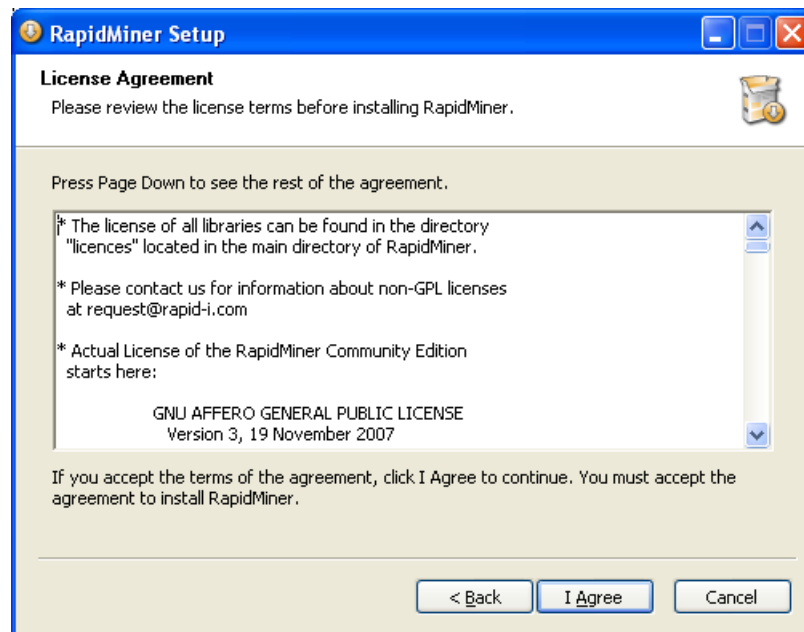 RapidMiner Setup
License Agreement
Please review the license terms before installing RapidMiner.
Press Page Down to see the rest of the agreement.
* The license of all libraries can be found in the directory
"licences" located in the main directory of RapidMiner.
* Please contact us for information about non-GPL licenses
at request@rapid-i.com
* Actual License of the RapidMiner Community Edition
starts here:
GNU AFFERO GENERAL PUBLIC LICENSE
Version 3, 19 November 2007
If you accept the terms of the agreement, click I Agree to continue. You must accept the
agreement to install RapidMiner.
< Back I Agree Cancel